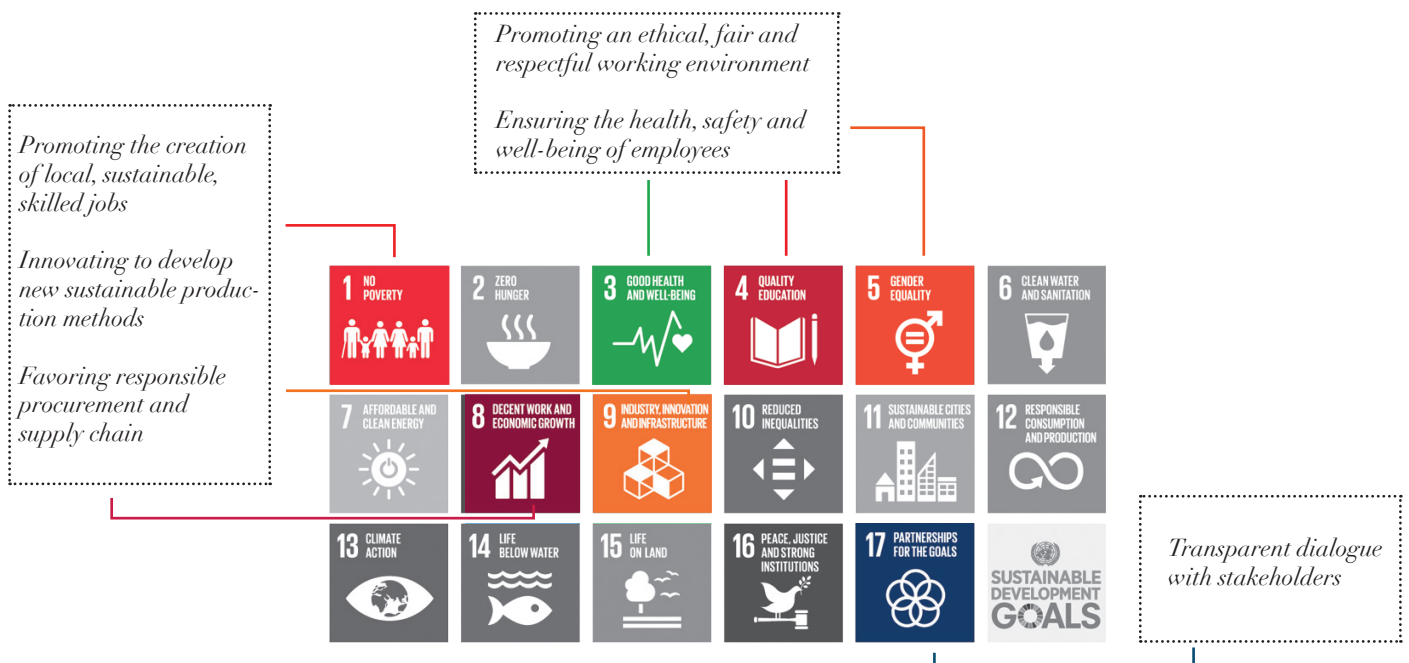 Promoting an ethical, fair and
respectful working environment
Ensuring the health, safety and
well-being of employees
Promoting the creation
of local, sustainable,
skilled jobs
Innovating to develop
new sustainable produc-
tion methods
Favoring responsible
procurement and
supply chain
1 NO
POVERTY
2 ZERO
HUNGER
3 GOOD HEALTH
AND WELL-BEING
4 QUALITY
EDUCATION
5 GENDER
EQUALITY
6 CLEAN WATER
AND SANITATION
7 AFFORDABLE AND
CLEAN ENERGY
8 DECENT WORK AND
ECONOMIC GROWTH
9 INDUSTRY, INNOVATION
AND INFRASTRUCTURE
10 REDUCED
INEQUALITIES
11 SUSTAINABLE CITIES
AND COMMUNITIES
12 RESPONSIBLE
CONSUMPTION
AND PRODUCTION
13 CLIMATE
ACTION
14 LIFE
BELOW WATER
15 LIFE
ON LAND
16 PEACE, JUSTICE
AND STRONG
INSTITUTIONS
17 PARTNERSHIPS
FOR THE GOALS
SUSTAINABLE
DEVELOPMENT
GOALS
Transparent dialogue
with stakeholders